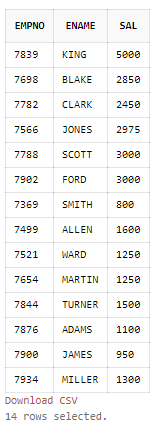 EMPNO ENAME SAL
7839 KING 5000
7698 BLAKE 2850
7782 CLARK 2450
7566 JONES 2975
7788 SCOTT 3000
7902 FORD 3000
7369 SMITH 800
7499 ALLEN 1600
7521 WARD 1250
7654 MARTIN 1250
7844 TURNER 1500
7876 ADAMS 1100
7900 JAMES 950
7934 MILLER 1300
Download CSV
14 rows selected.